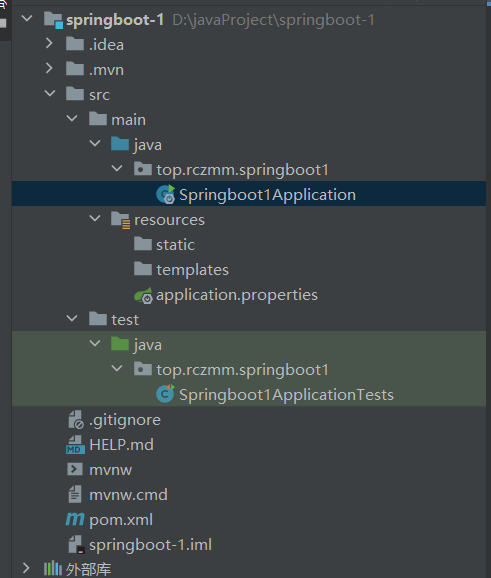 springboot-1 D:\javaProject\springboot-1
.idea
.mvn
src
main
java
top.rczmm.springboot1
Springboot1Application
resources
static
templates
application.properties
test
java
top.rczmm.springboot1
Springboot1ApplicationTests
.gitignore
HELP.md
mvnw
mvnw.cmd
pom.xml
springboot-1.iml
外部库